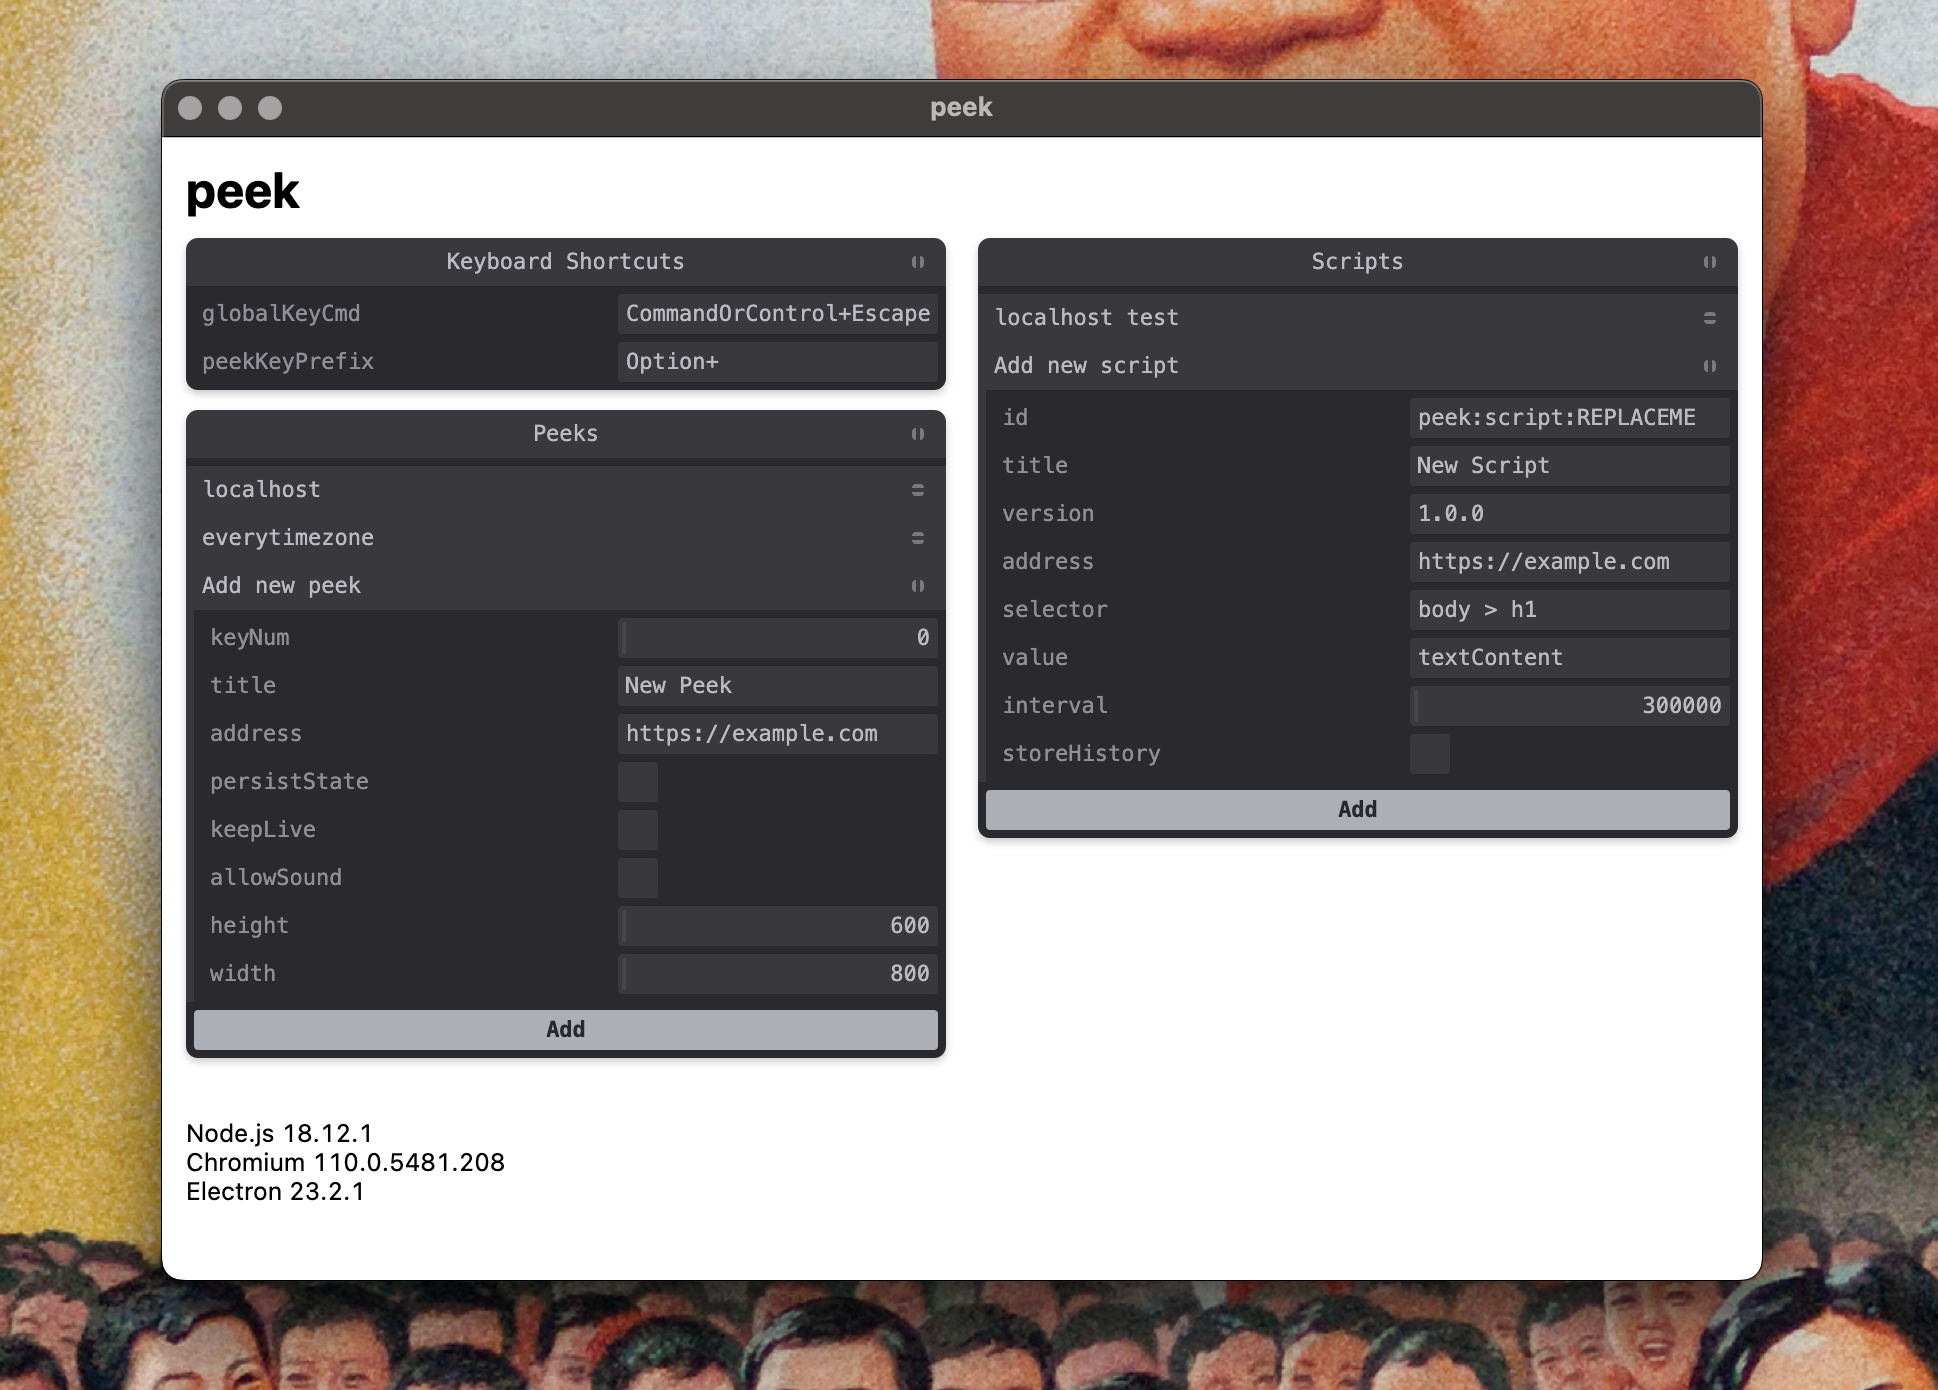 peek
peek
Keyboard Shortcuts
globalKeyCmd CommandOrControl+Escape
peekKeyPrefix Option+
Peeks
localhost
everytimezone
Add new peek
keyNum 0
title New Peek
address https://example.com
persistState
keepLive
allowSound
height 600
width 800
Add
Scripts
localhost test
Add new script
id peek:script:REPLACEME
title New Script
version 1.0.0
address https://example.com
selector body > h1
value textContent
interval 300000
storeHistory
Add
Node.js 18.12.1
Chromium 110.0.5481.208
Electron 23.2.1